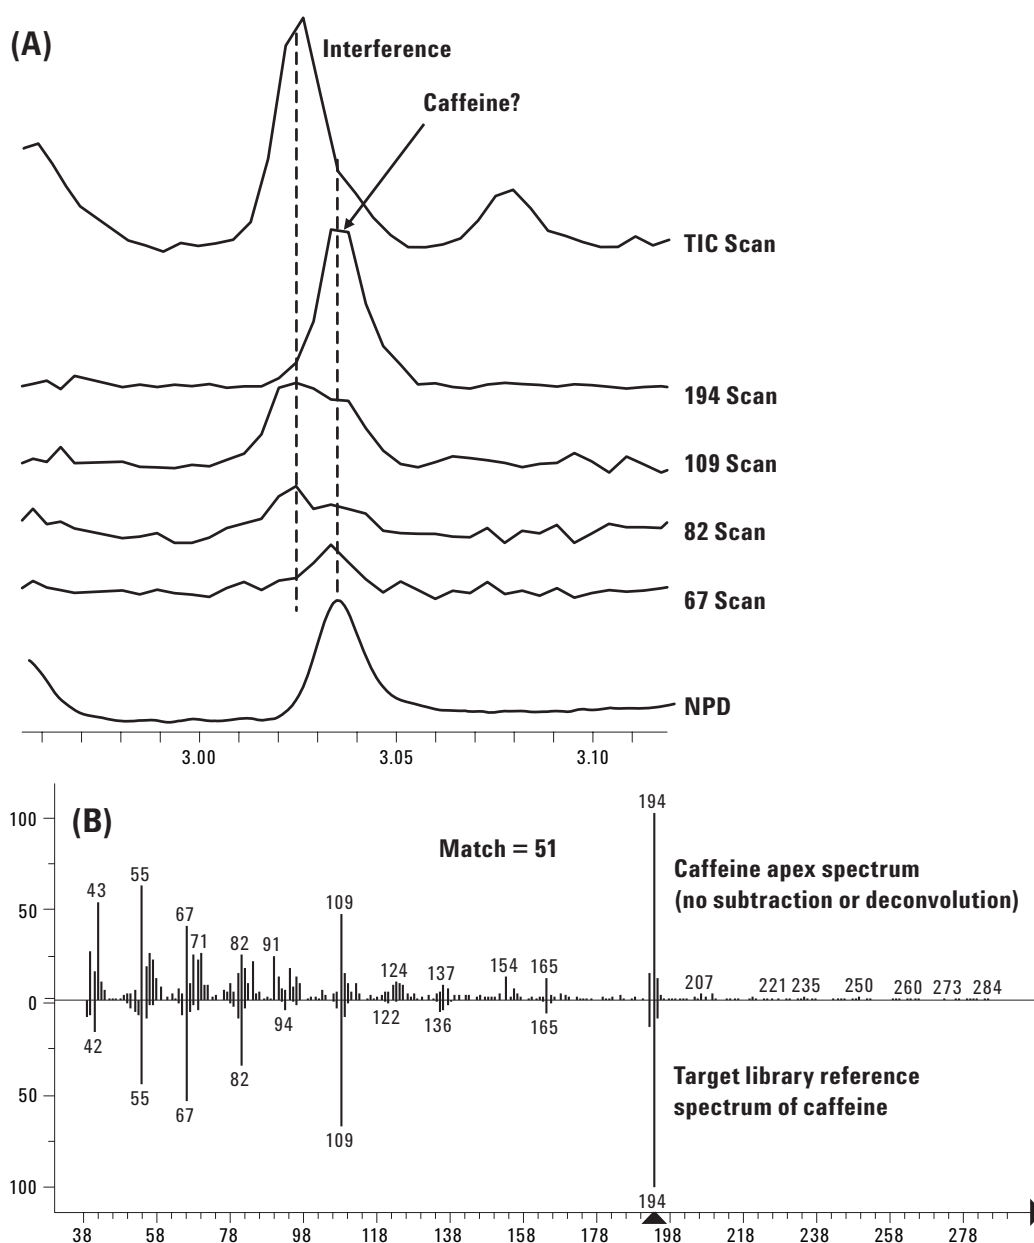 (A)
Interference
Caffeine?
TIC Scan
194 Scan
109 Scan
82 Scan
67 Scan
NPD
3.00 3.05 3.10
(B)
Match = 51
194
100
Caffeine apex spectrum
(no subtraction or deconvolution)
55
43
50
67
109
71
82
91
124
137
154
165
207
221 235
250
260
273
284
0
42
94
122
136
165
Target library reference
spectrum of caffeine
50
55
67
82
109
100
194
38 58 78 98 118 138 158 178 198 218 238 258 278